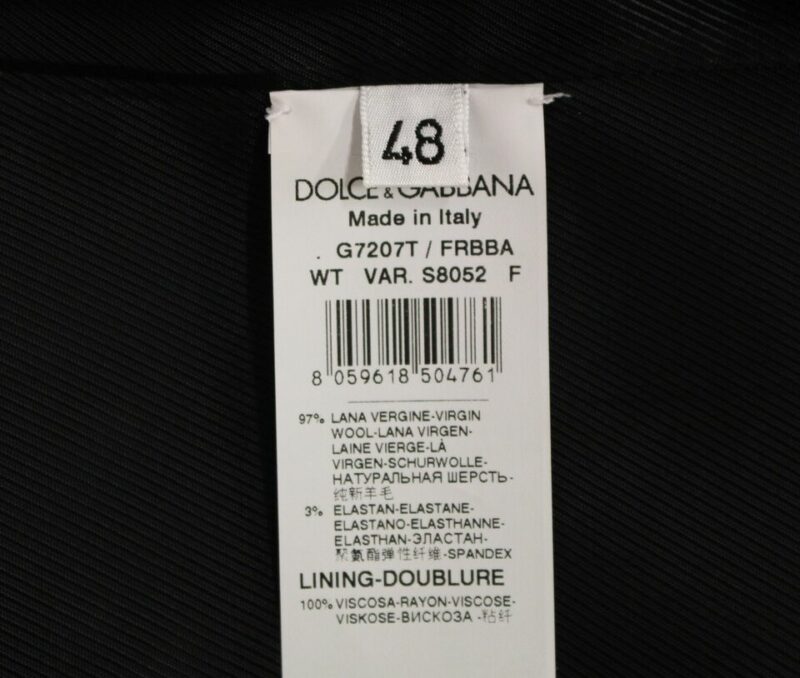 48
DOLCE & GABBANA
Made in Italy
. G7207T / FRBBA
WT VAR. S8052 F
8 059618 504761
97% LANA VERGINE-VIRGIN
WOOL-LANA VIRGEN-
LAINE VIERGE-LÀ
VIRGEN-SCHURWOLLE-
НАТУРАЛЬНАЯ ШЕРСТЬ-
纯新羊毛
3% ELASTAN-ELASTANE-
ELASTANO-ELASTHANNE-
ELASTHAN-ЭЛАСТАН-
聚氨酯弹性纤维-SPANDEX
LINING-DOUBLURE
100% VISCOSA-RAYON-VISCOSE-
VISKOSE-ВИСКОЗА -粘纤